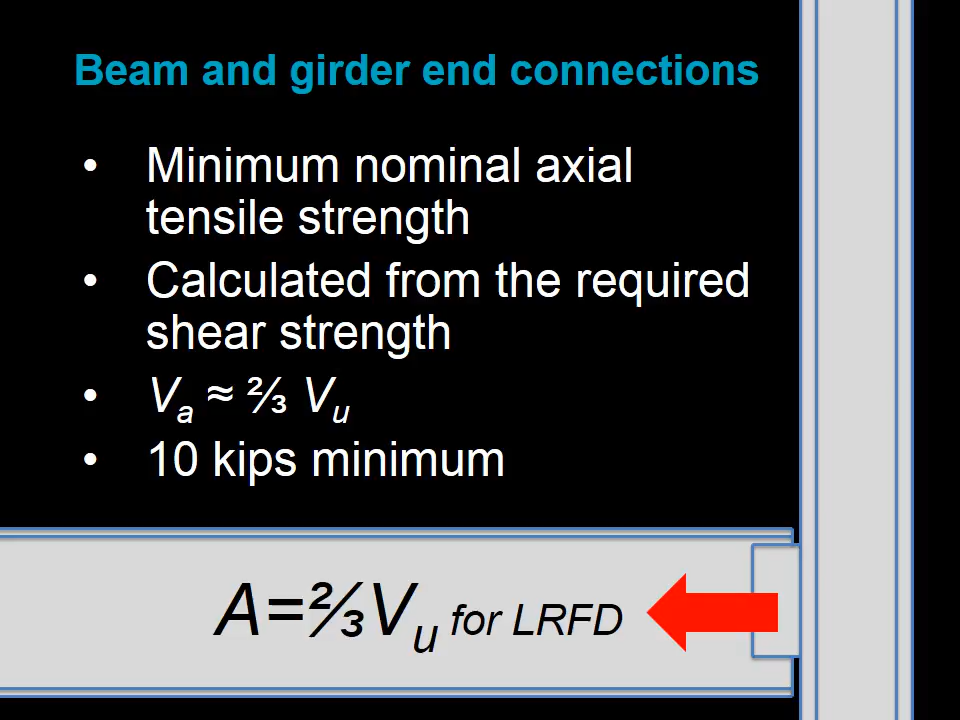 Beam and girder end connections
• Minimum nominal axial
tensile strength
• Calculated from the required
shear strength
• Va ≈ ⅔ Vu
• 10 kips minimum
A=⅔Vu for LRFD